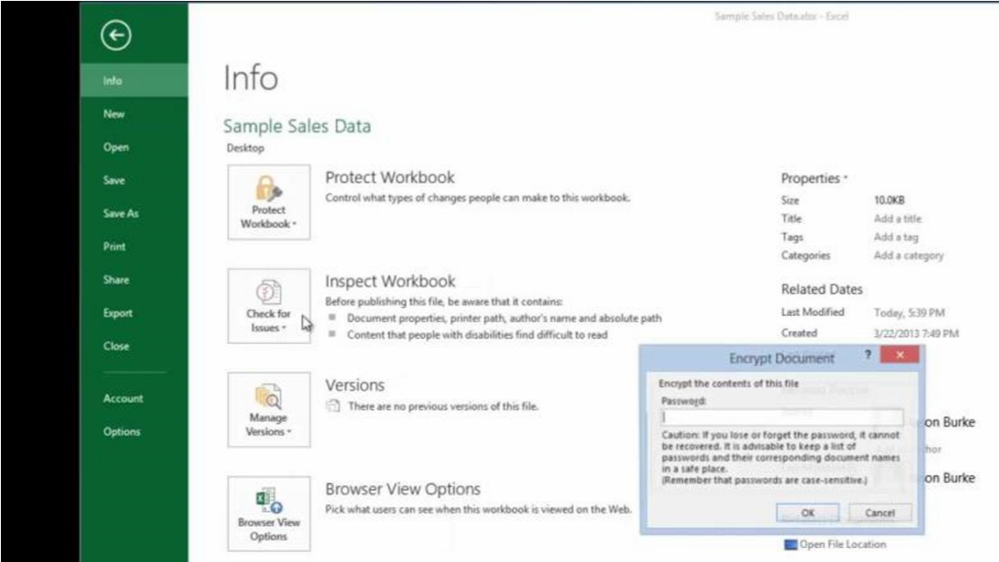 Sample Sales Data.xlsx - Excel
Info
New
Open
Save
Save As
Print
Share
Export
Close
Account
Options
Info
Sample Sales Data
Desktop
Protect
Workbook
Protect Workbook
Control what types of changes people can make to this workbook.
Check for
Issues
Inspect Workbook
Before publishing this file, be aware that it contains:
Document properties, printer path, author's name and absolute path
Content that people with disabilities find difficult to read
Manage
Versions
Versions
There are no previous versions of this file.
Browser View
Options
Browser View Options
Pick what users can see when this workbook is viewed on the Web.
Properties
Size 10.0KB
Title Add a title
Tags Add a tag
Categories Add a category
Related Dates
Last Modified Today, 5:39 PM
Created 3/22/2013 7:49 PM
Encrypt Document ?
Encrypt the contents of this file
Password:
Caution: If you lose or forget the password, it cannot
be recovered. It is advisable to keep a list of
passwords and their corresponding document names
in a safe place.
(Remember that passwords are case-sensitive.)
OK Cancel
on Burke
hor
on Burke
Open File Location